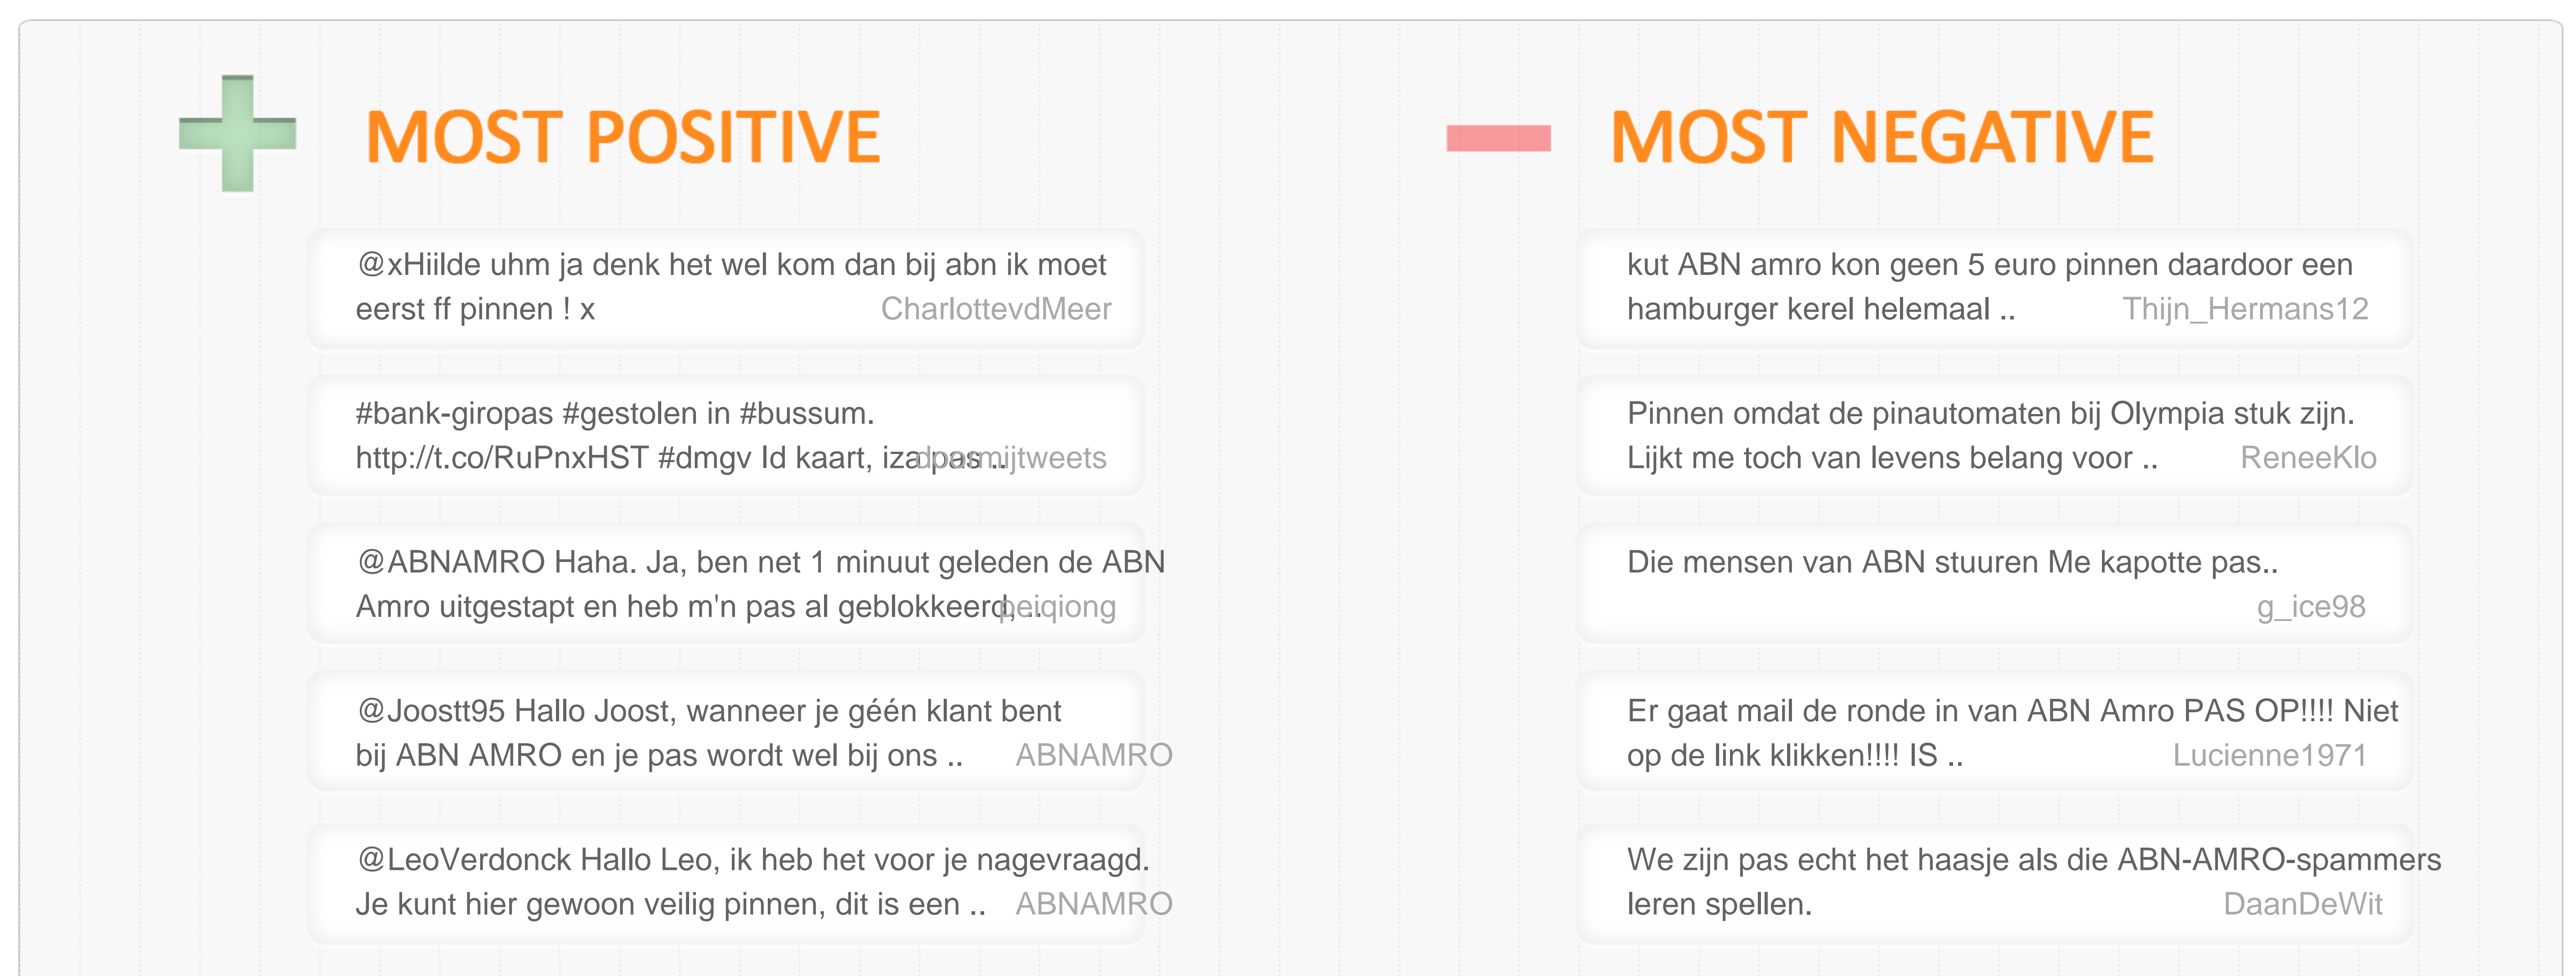 MOST POSITIVE
@xHiilde uhm ja denk het wel kom dan bij abn ik moet
eerst ff pinnen ! x
CharlottevdMeer
#bank-giropas #gestolen in #bussum.
http://t.co/RuPnxHST #dmgv Id kaart, iza pas ..
@ABNAMRO Haha. Ja, ben net 1 minuut geleden de ABN
Amro uitgestapt en heb m'n pas al geblokkeerd, ..
peiqiong
@Joostt95 Hallo Joost, wanneer je géén klant bent
bij ABN AMRO en je pas wordt wel bij ons ..
ABNAMRO
@LeoVerdonck Hallo Leo, ik heb het voor je nagevraagd.
Je kunt hier gewoon veilig pinnen, dit is een ..
ABNAMRO
MOST NEGATIVE
kut ABN amro kon geen 5 euro pinnen daardoor een
hamburger kerel helemaal ..
Thijn_Hermans12
Pinnen omdat de pinautomaten bij Olympia stuk zijn.
Lijkt me toch van levens belang voor ..
ReneeKlo
Die mensen van ABN stuuren Me kapotte pas..
g_ice98
Er gaat mail de ronde in van ABN Amro PAS OP!!!! Niet
op de link klikken!!!! IS ..
Lucienne1971
We zijn pas echt het haasje als die ABN-AMRO-spammers
leren spellen.
DaanDeWit